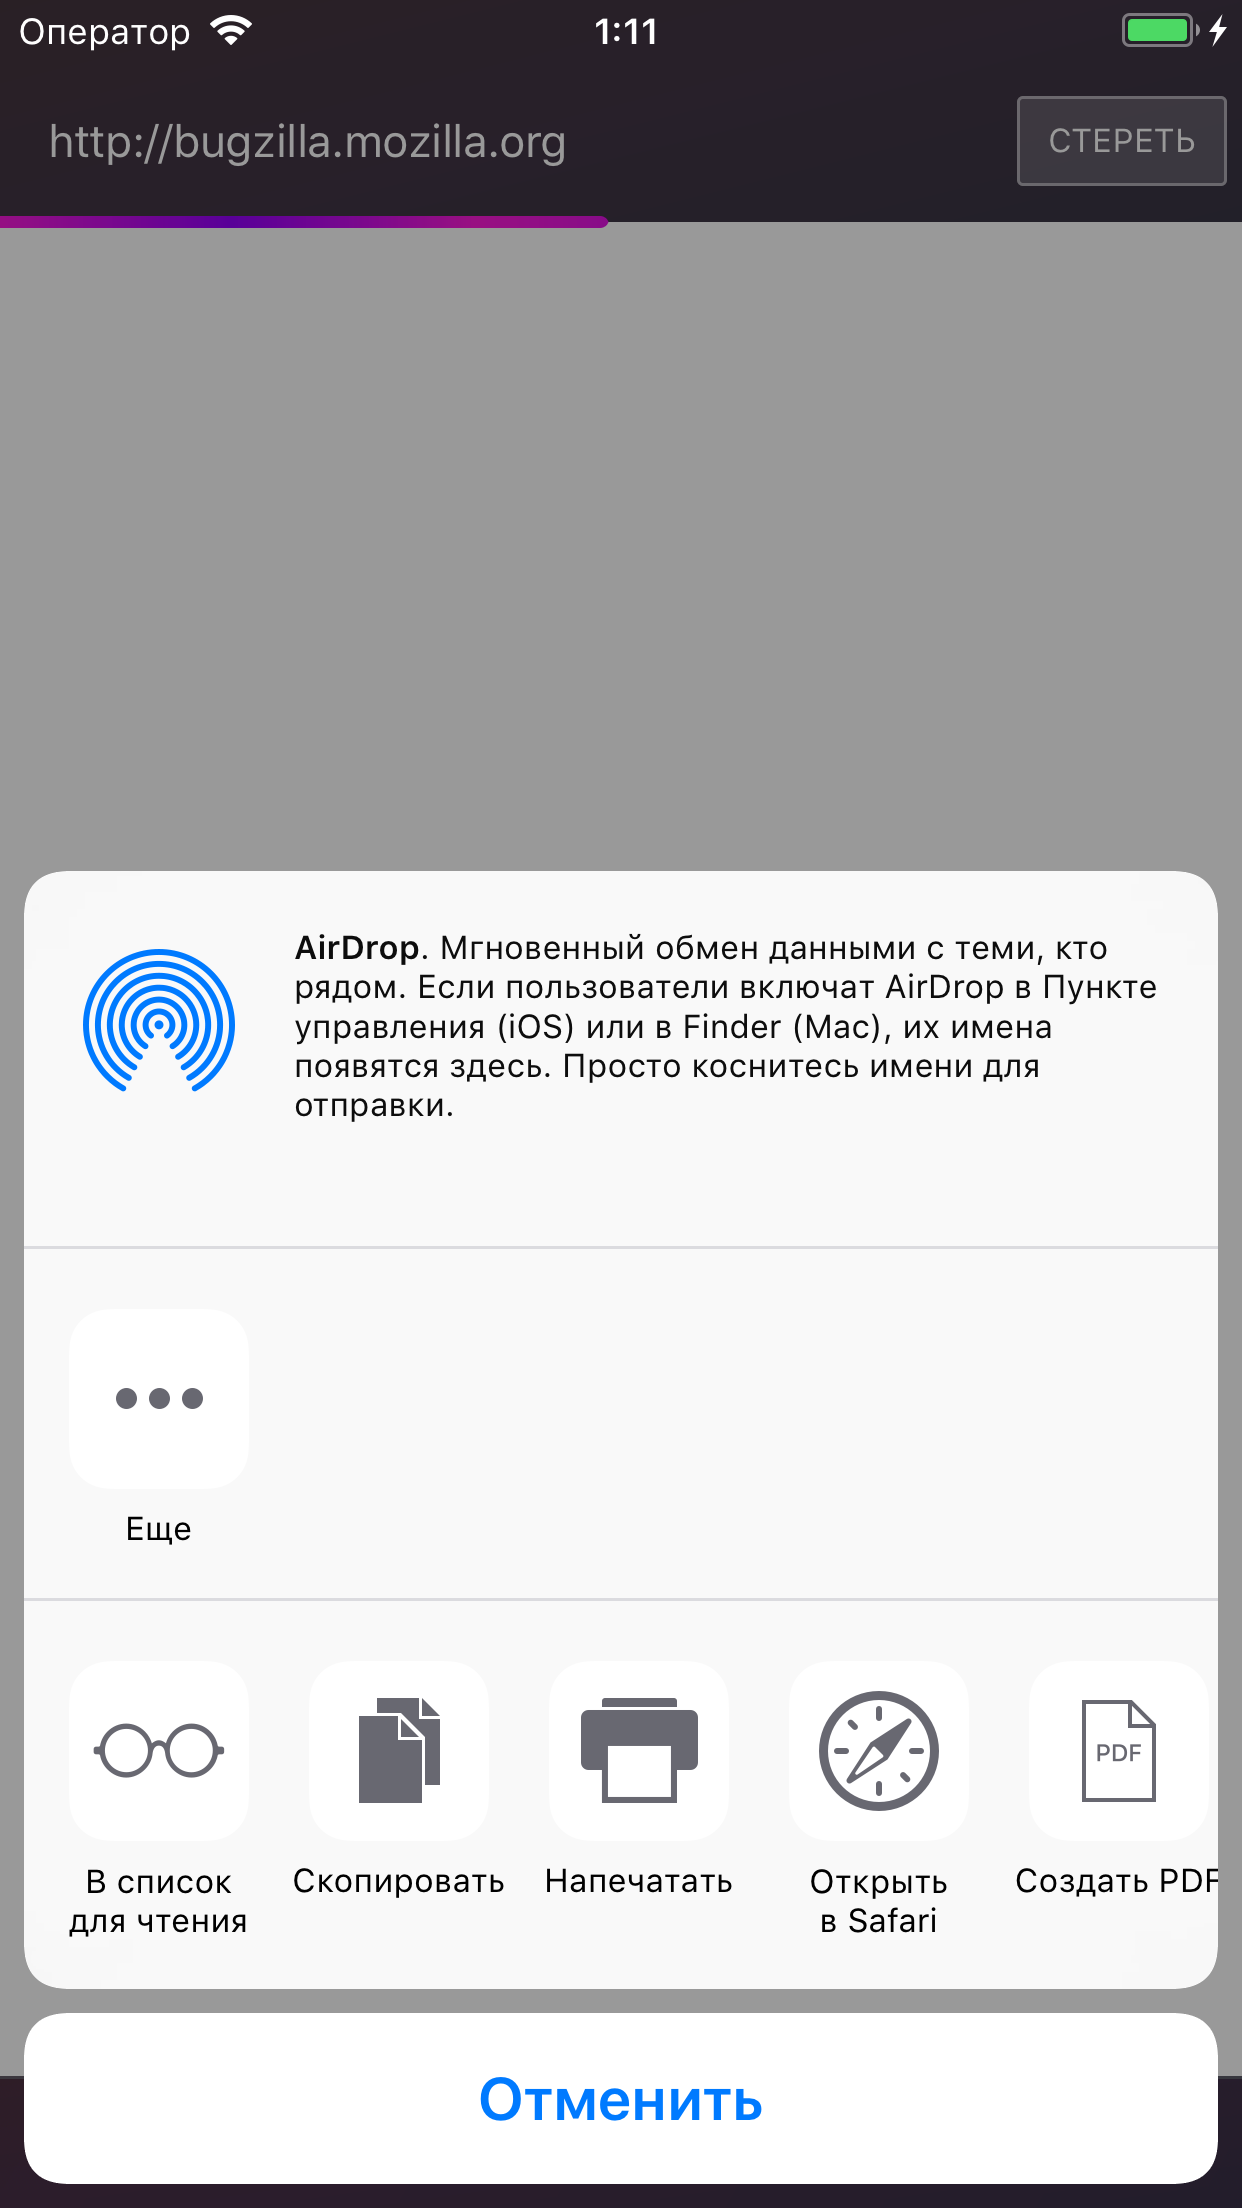 Оператор
1:11
http://bugzilla.mozilla.org
СТЕРЕТЬ
AirDrop. Мгновенный обмен данными с теми, кто
рядом. Если пользователи включат AirDrop в Пункте
управления (iOS) или в Finder (Mac), их имена
появятся здесь. Просто коснитесь имени для
отправки.
Еще
PDF
В список
для чтения
Скопировать
Напечатать
Открыть
в Safari
Создать PDF
Отменить